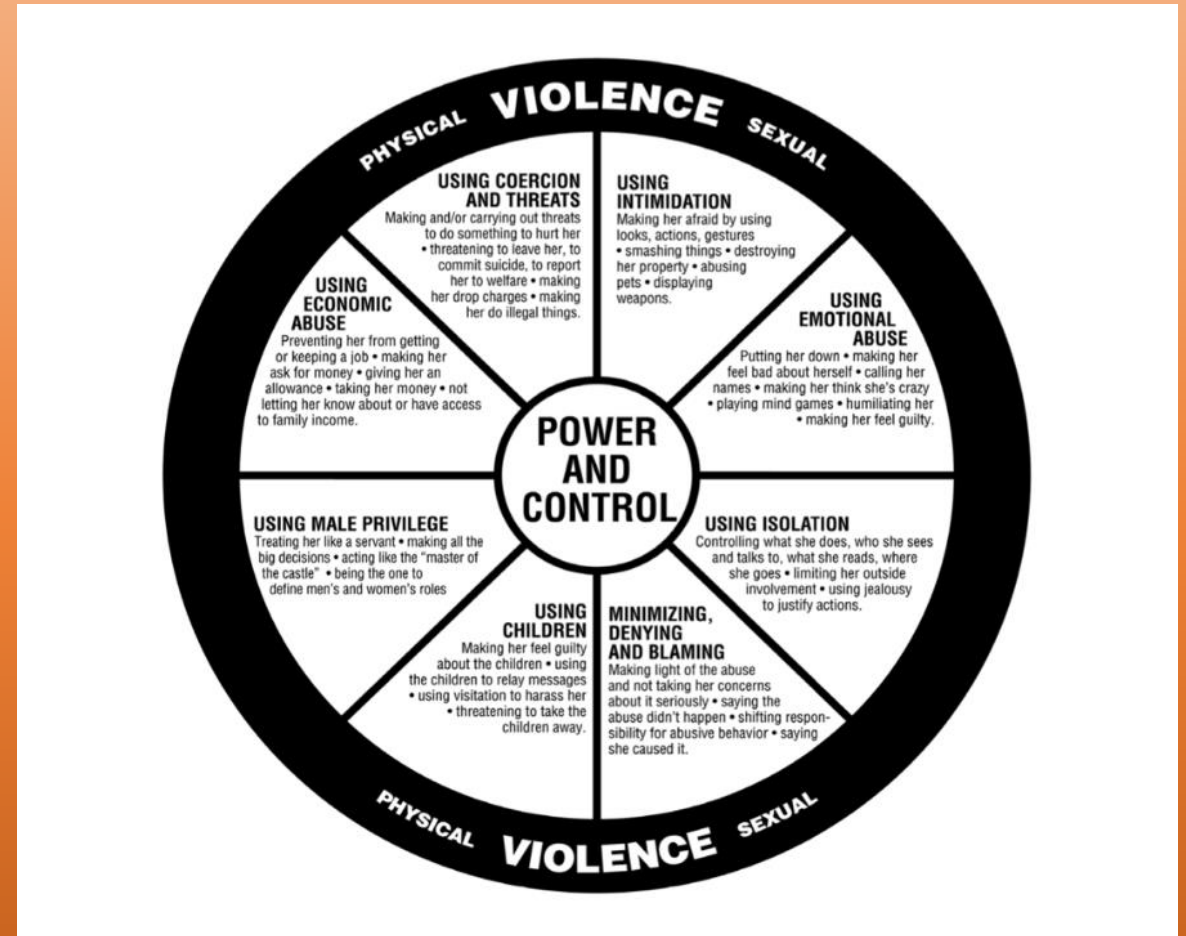 PHYSICAL VIOLENCE SEXUAL
USING COERCION
AND THREATS
Making and/or carrying out threats
to do something to hurt her
• threatening to leave her, to
commit suicide, to report
her to welfare • making
her drop charges • making
her do illegal things.
USING
INTIMIDATION
Making her afraid by using
looks, actions, gestures
• smashing things • destroying
her property • abusing
pets • displaying
weapons.
USING
EMOTIONAL
ABUSE
Putting her down • making her
feel bad about herself • calling her
names • making her think she's crazy
• playing mind games • humiliating her
• making her feel guilty.
USING ISOLATION
Controlling what she does, who she sees
and talks to, what she reads, where
she goes • limiting her outside
involvement • using jealousy
to justify actions.
MINIMIZING,
DENYING
AND BLAMING
Making light of the abuse
and not taking her concerns
about it seriously • saying the
abuse didn't happen • shifting respon-
sibility for abusive behavior • saying
she caused it.
USING
CHILDREN
Making her feel guilty
about the children • using
the children to relay messages
• using visitation to harass her
• threatening to take the
children away.
USING MALE PRIVILEGE
Treating her like a servant • making all the
big decisions • acting like the "master of
the castle" • being the one to
define men's and women's roles
USING
ECONOMIC
ABUSE
Preventing her from getting
or keeping a job • making her
ask for money • giving her an
allowance • taking her money • not
letting her know about or have access
to family income.
POWER
AND
CONTROL
PHYSICAL VIOLENCE SEXUAL